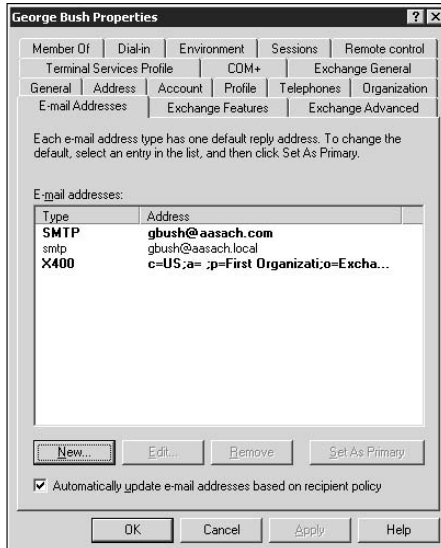 George Bush Properties
Member Of Dial-in Environment Sessions Remote control
Terminal Services Profile COM+ Exchange General
General Address Account Profile Telephones Organization
E-mail Addresses Exchange Features Exchange Advanced
Each e-mail address type has one default reply address. To change the
default, select an entry in the list, and then click Set As Primary.
E-mail addresses:
Type Address
SMTP gbush@aasach.com
smtp gbush@aasach.local
X400 c=US;a= ;p=First Organizati;o=Excha...
New... Edit... Remove Set As Primary
Automatically update e-mail addresses based on recipient policy
OK Cancel Apply Help